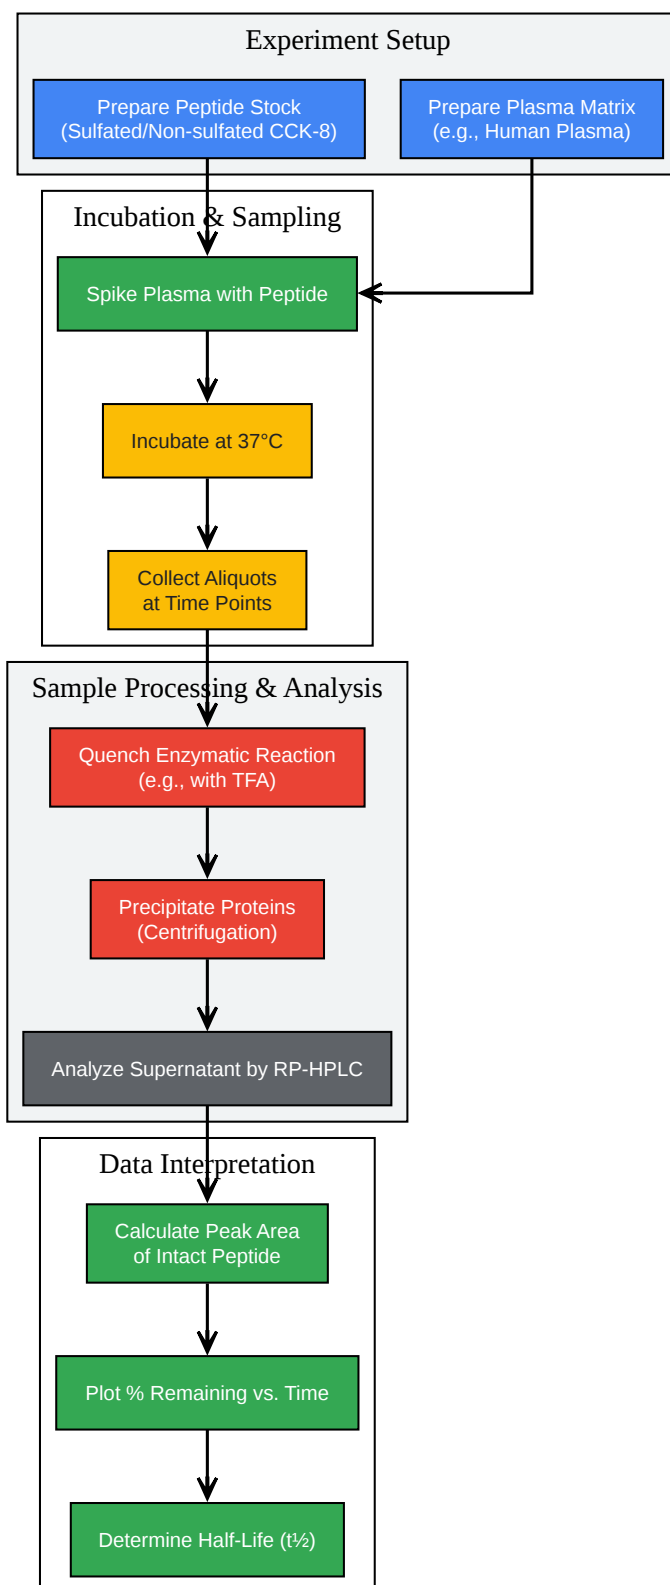 Experiment Setup
Prepare Peptide Stock
(Sulfated/Non-sulfated CCK-8)
Prepare Plasma Matrix
(e.g., Human Plasma)
Incubation & Sampling
Spike Plasma with Peptide
Incubate at 37°C
Collect Aliquots
at Time Points
Sample Processing & Analysis
Quench Enzymatic Reaction
(e.g., with TFA)
Precipitate Proteins
(Centrifugation)
Analyze Supernatant by RP-HPLC
Data Interpretation
Calculate Peak Area
of Intact Peptide
Plot % Remaining vs. Time
Determine Half-Life (t½)